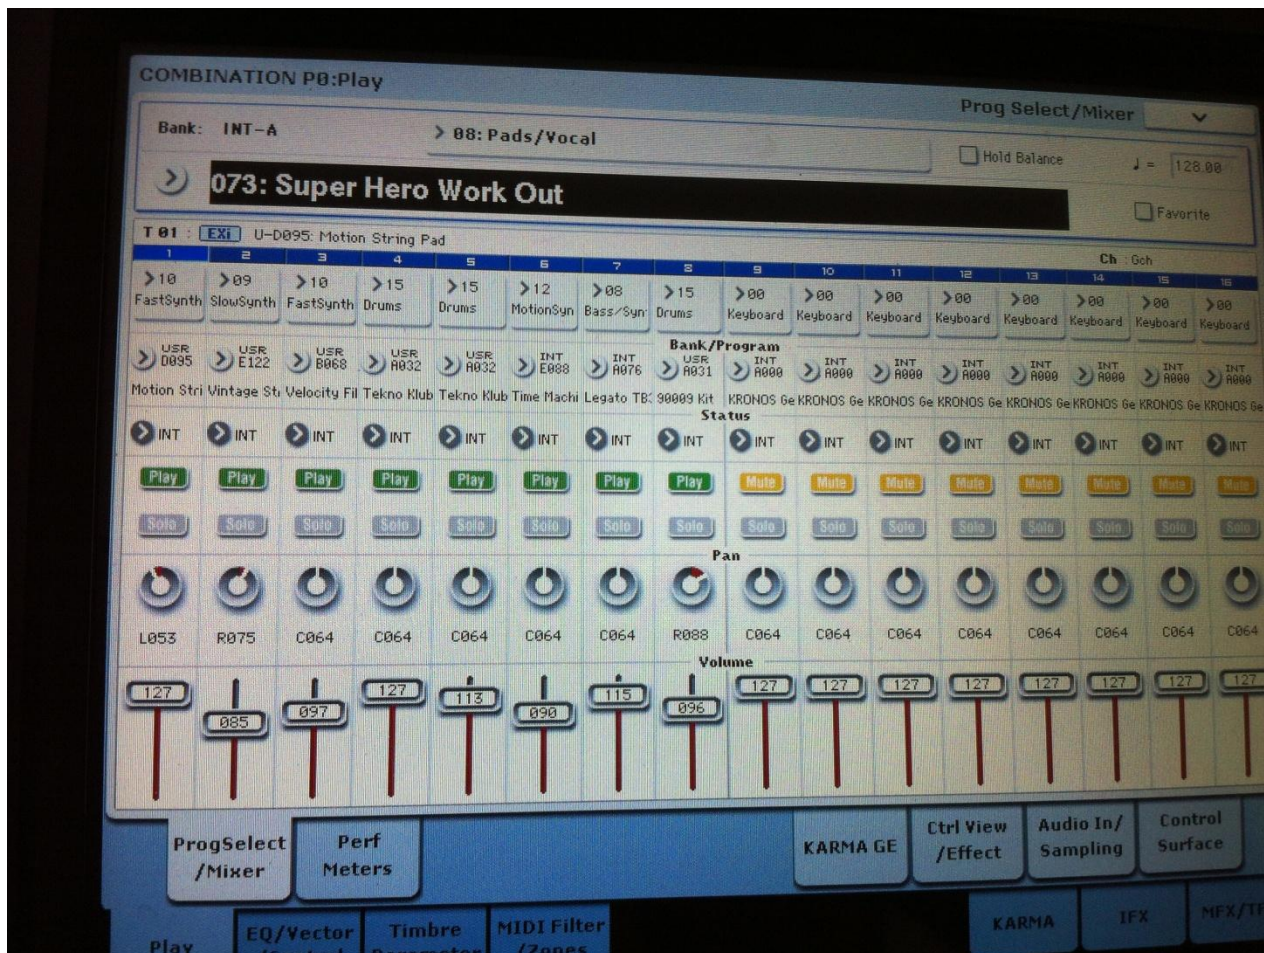 COMBINATION P0:Play
Prog Select/Mixer
Bank: INT-A
08: Pads/Vocal
Hold Balance
♩ = 128.00
073: Super Hero Work Out
Favorite
T 01 : EXi U-D095: Motion String Pad
Ch : Gch
1 2 3 4 5 6 7 8 9 10 11 12 13 14 15 16
10 09 10 15 15 12 08 15 00 00 00 00 00 00 00 00
FastSynth SlowSynth FastSynth Drums Drums MotionSyn Bass/Syn Drums Keyboard Keyboard Keyboard Keyboard Keyboard Keyboard Keyboard Keyboard
Bank/Program
USR USR USR USR USR INT INT USR INT INT INT INT INT INT INT INT
D095 E122 B068 A032 A032 E088 A076 A031 A000 A000 A000 A000 A000 A000 A000 A000
Motion Stri Vintage St Velocity Fil Tekno Klub Tekno Klub Time Machi Legato TB 90009 Kit KRONOS Ge KRONOS Ge KRONOS Ge KRONOS Ge KRONOS Ge KRONOS Ge KRONOS Ge KRONOS Ge
Status
INT INT INT INT INT INT INT INT INT INT INT INT INT INT INT INT
Play Play Play Play Play Play Play Play Mute Mute Mute Mute Mute Mute Mute Mute
Solo Solo Solo Solo Solo Solo Solo Solo Solo Solo Solo Solo Solo Solo Solo Solo
Pan
L053 R075 C064 C064 C064 C064 C064 R088 C064 C064 C064 C064 C064 C064 C064 C064
Volume
127 085 097 127 113 090 115 096 127 127 127 127 127 127 127 127
ProgSelect
/Mixer
Perf
Meters
KARMA GE
Ctrl View
/Effect
Audio In/
Sampling
Control
Surface
Play
EQ/Vector
Timbre
MIDI Filter
/Zones
KARMA
IFX